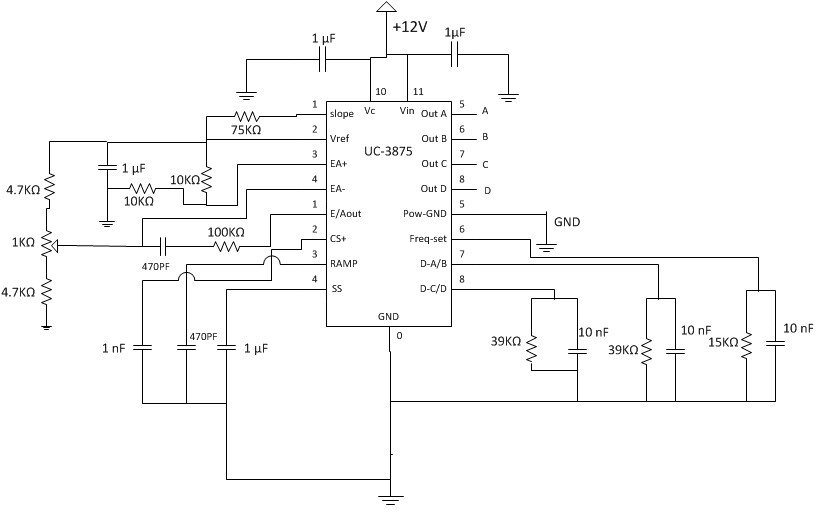 +12V
1 µF
1µF
10
11
1
slope
Vc
Vin
Out A
5
A
75KΩ
2
Vref
Out B
6
B
UC-3875
3
EA+
Out C
7
C
1 µF
10KΩ
4.7KΩ
10KΩ
4
EA-
Out D
8
D
1
E/Aout
Pow-GND
5
GND
1KΩ
100KΩ
2
CS+
Freq-set
6
470PF
3
RAMP
D-A/B
7
4.7KΩ
4
SS
D-C/D
8
GND
0
1 nF
470PF
1 µF
39KΩ
10 nF
39KΩ
10 nF
15KΩ
10 nF